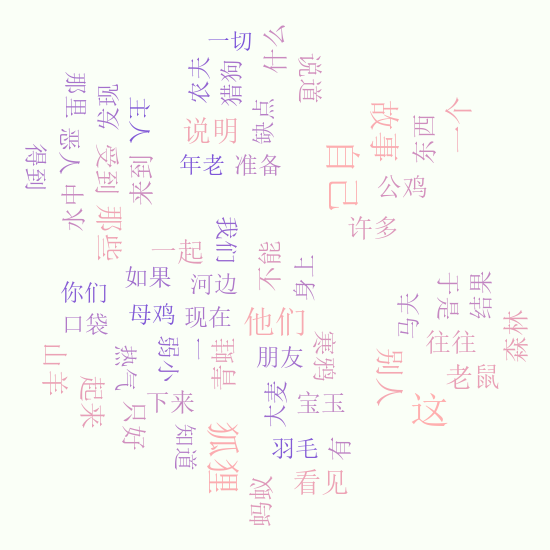 一切
什么
农夫
猎狗
说道
那里
发现
主人
说明
缺点
故事
东西
一个
得到
恶人
受到
来到
年老
准备
自己
公鸡
水中
那些
许多
我们
一起
不能
身上
如果
河边
你们
口袋
母鸡
现在
他们
马夫
于是
结果
森林
往往
山羊
起来
热气
弱小
一
青蛙
朋友
寒鸦
别人
老鼠
只好
下来
大麦
宝玉
这
知道
狐狸
羽毛
有
蚂蚁
看见